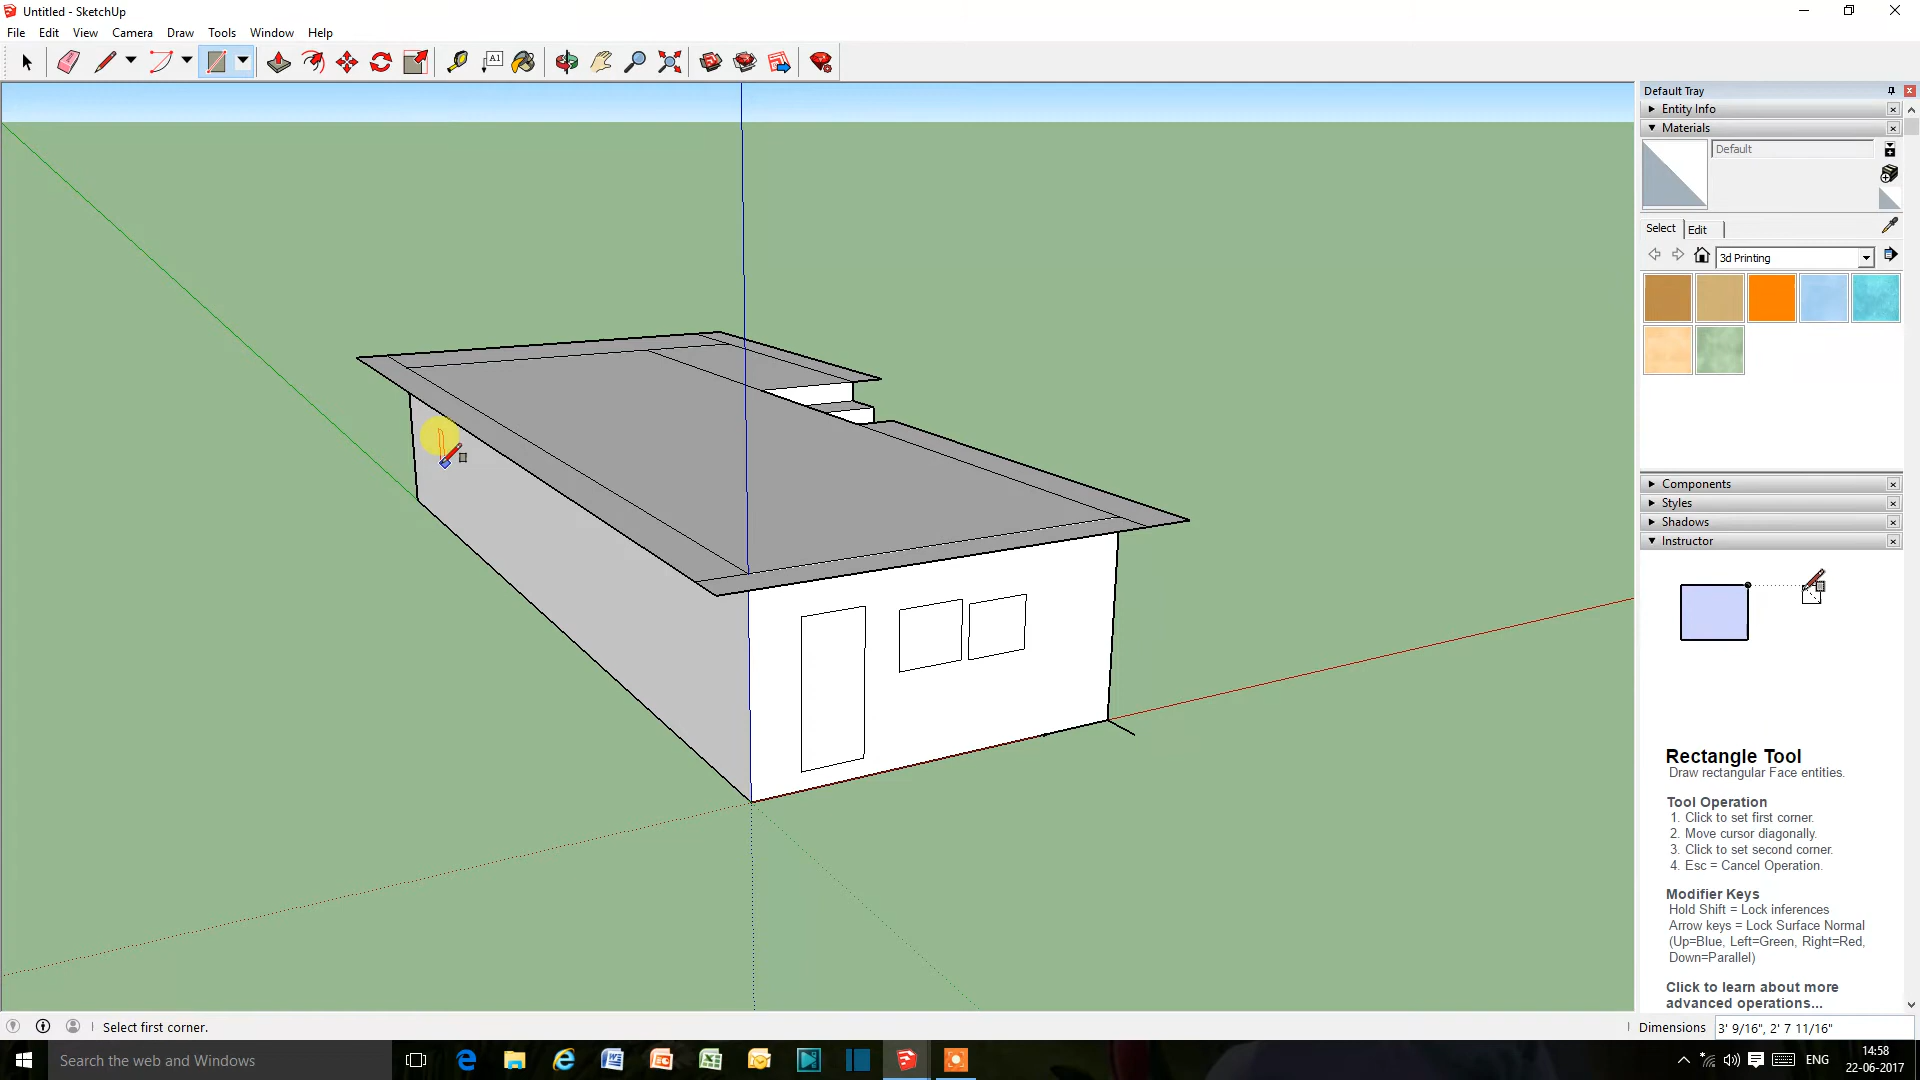 Untitled - SketchUp
File Edit View Camera Draw Tools Window Help
A1
Default Tray
Entity Info
Materials
Default
Select Edit
3d Printing
Components
Styles
Shadows
Instructor
Rectangle Tool
Draw rectangular Face entities.
Tool Operation
1. Click to set first corner.
2. Move cursor diagonally.
3. Click to set second corner.
4. Esc = Cancel Operation.
Modifier Keys
Hold Shift = Lock inferences
Arrow keys = Lock Surface Normal
(Up=Blue, Left=Green, Right=Red,
Down=Parallel)
Click to learn about more
advanced operations...
Select first corner.
Dimensions 3' 9/16", 2' 7 11/16"
Search the web and Windows
ENG
14:58
22-06-2017